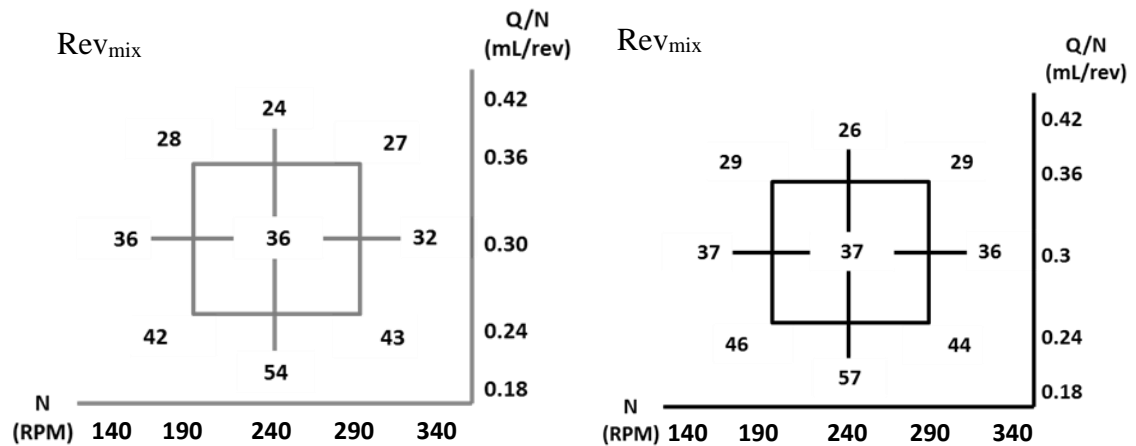 Rev_mix
Q/N
(mL/rev)
24
0.42
28
27
0.36
36
36
32
0.30
42
43
0.24
54
0.18
N
(RPM)
140 190 240 290 340
Rev_mix
Q/N
(mL/rev)
26
0.42
29
29
0.36
37
37
36
0.3
46
44
0.24
57
0.18
N
(RPM)
140 190 240 290 340